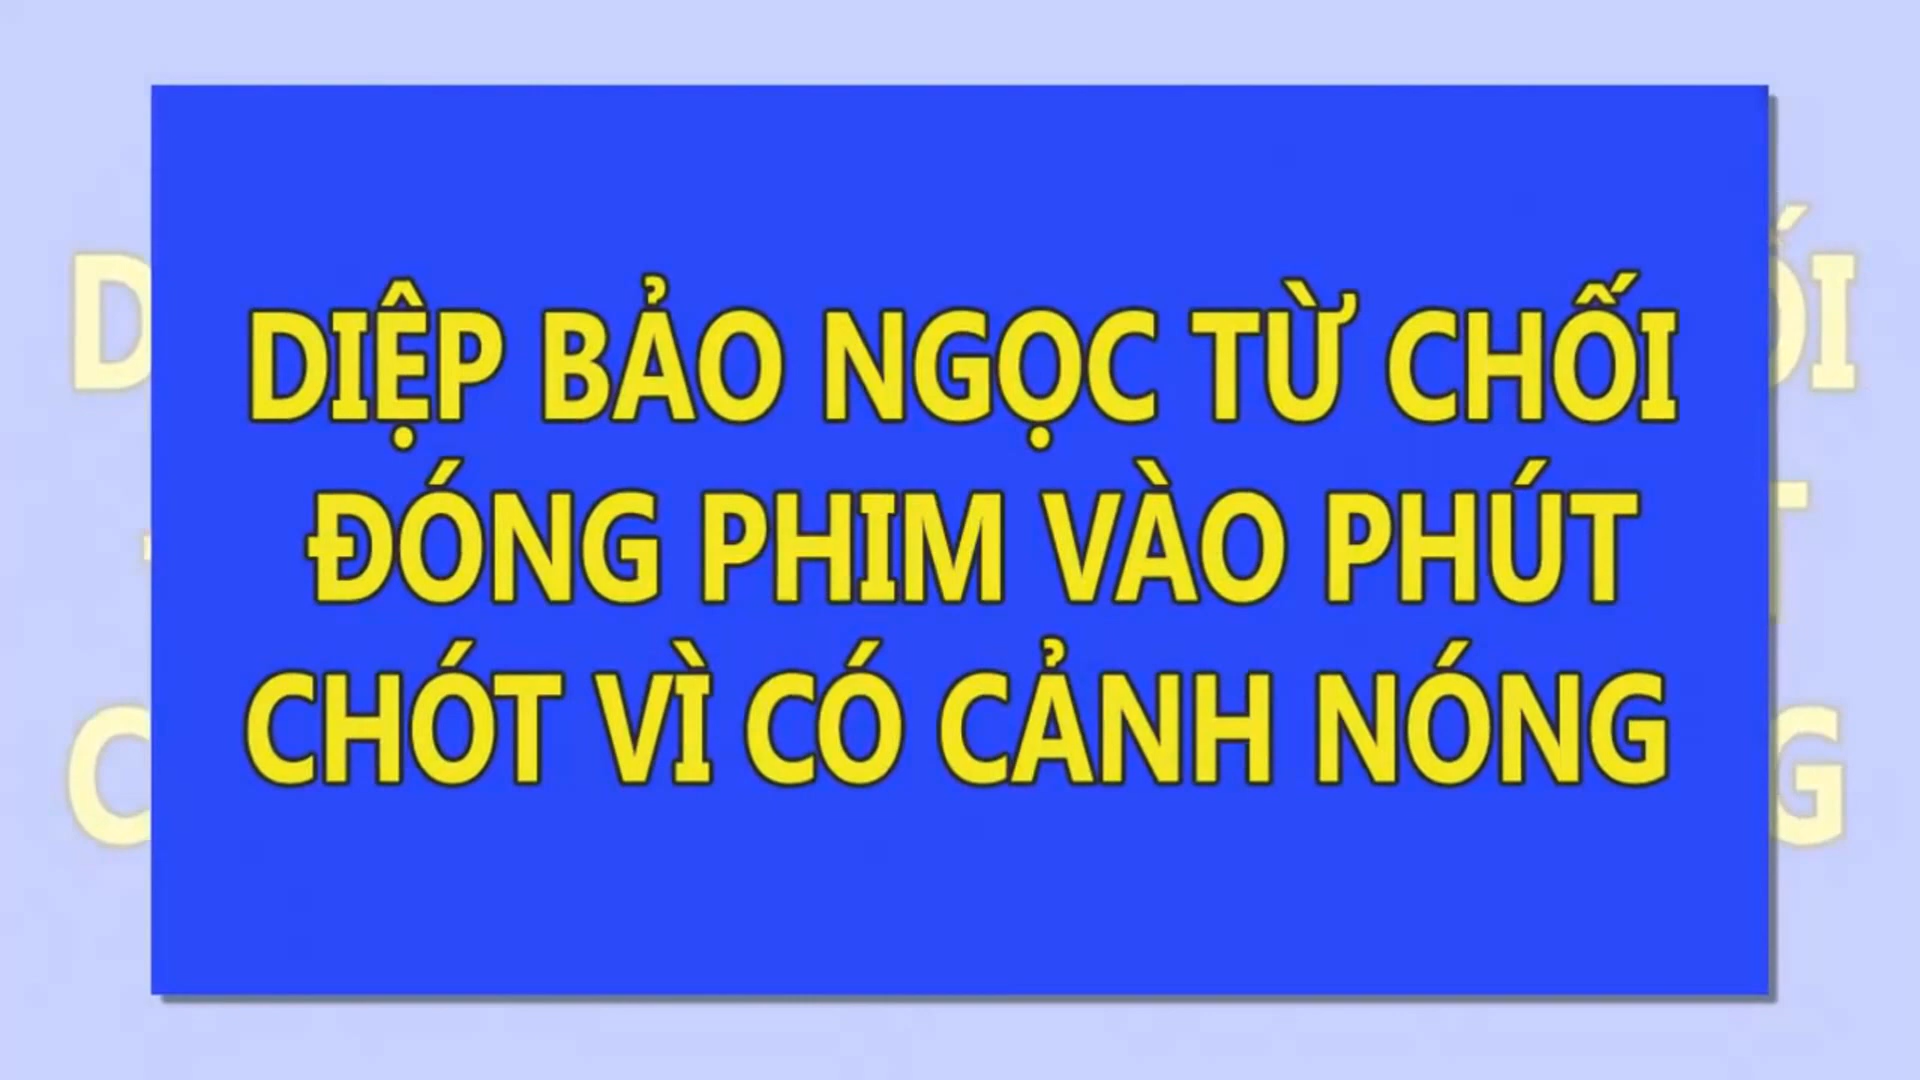 DIỆP BẢO NGỌC TỪ CHỐI
ĐÓNG PHIM VÀO PHÚT
CHÓT VÌ CÓ CẢNH NÓNG